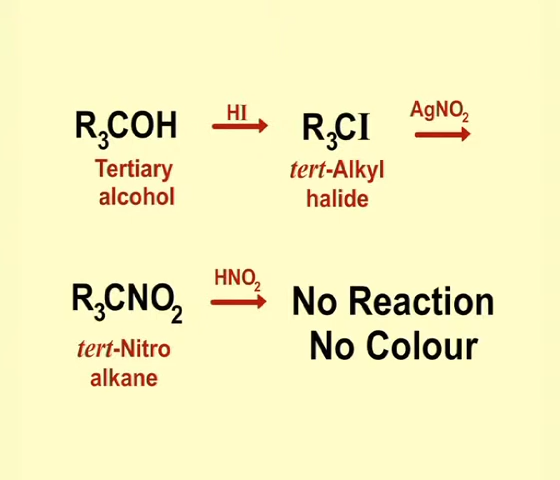 R₃COH HI R₃CI AgNO₂
Tertiary alcohol
tert-Alkyl halide
R₃CNO₂ HNO₂ No Reaction
No Colour
tert-Nitro alkane